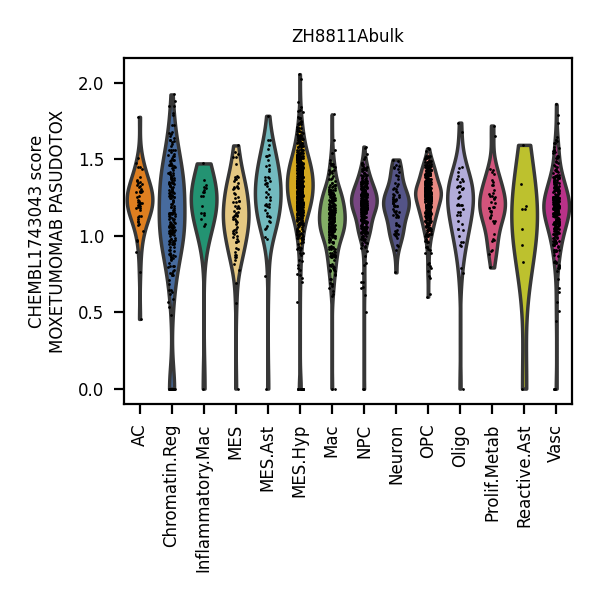 ZH8811Abulk
CHEMBL1743043 score
MOXETUMOMAB PASUDOTOX
2.0
1.5
1.0
0.5
0.0
AC
Chromatin.Reg
Inflammatory.Mac
MES
MES.Ast
MES.Hyp
Mac
NPC
Neuron
OPC
Oligo
Prolif.Metab
Reactive.Ast
Vasc